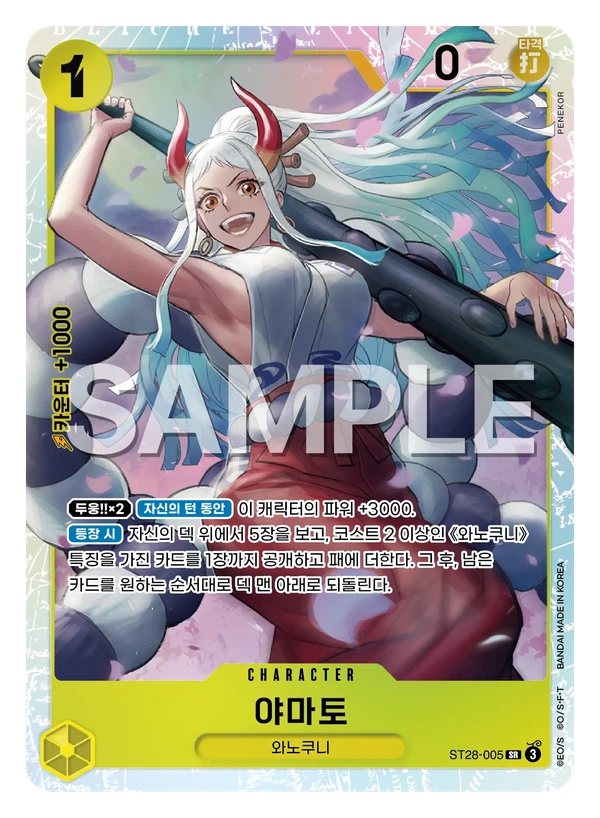 1
0
타격
打
PENEKOR
카운터 +1000
SAMPLE
두웅!!×2 자신의 턴 동안 이 캐릭터의 파워 +3000.
등장 시 자신의 덱 위에서 5장을 보고, 코스트 2 이상인 《와노쿠니》
특징을 가진 카드를 1장까지 공개하고 패에 더한다. 그 후, 남은
카드를 원하는 순서대로 덱 맨 아래로 되돌린다.
CHARACTER
야마토
와노쿠니
ST28-005 SR 3
©EO/S ©O/S·F·T BANDAI MADE IN KOREA